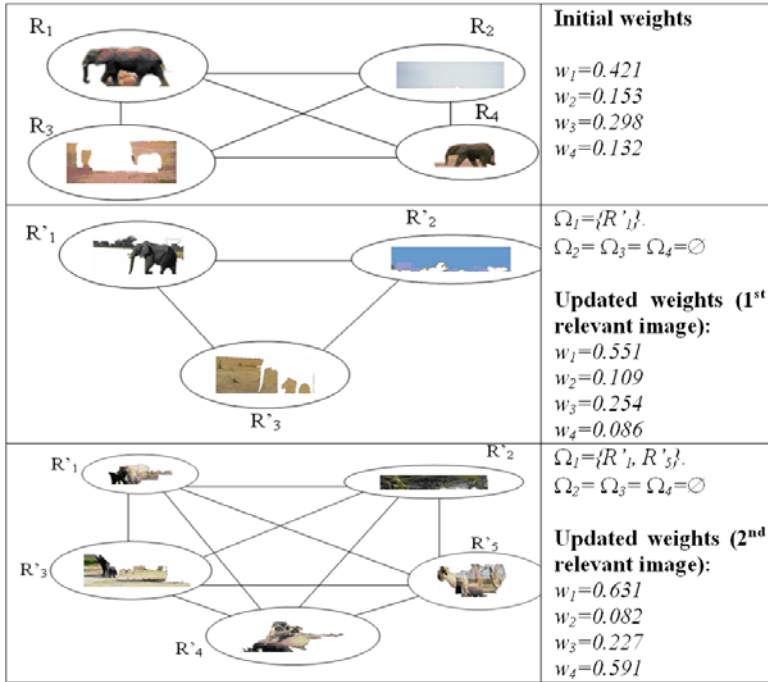 R1
R2
R3
R4
Initial weights
w1=0.421
w2=0.153
w3=0.298
w4=0.132
R’1
R’2
R’3
Ω1={R’1}.
Ω2= Ω3= Ω4=∅
Updated weights (1st
relevant image):
w1=0.551
w2=0.109
w3=0.254
w4=0.086
R’1
R’2
R’3
R’5
R’4
Ω1={R’1, R’5}.
Ω2= Ω3= Ω4=∅
Updated weights (2nd
relevant image):
w1=0.631
w2=0.082
w3=0.227
w4=0.591